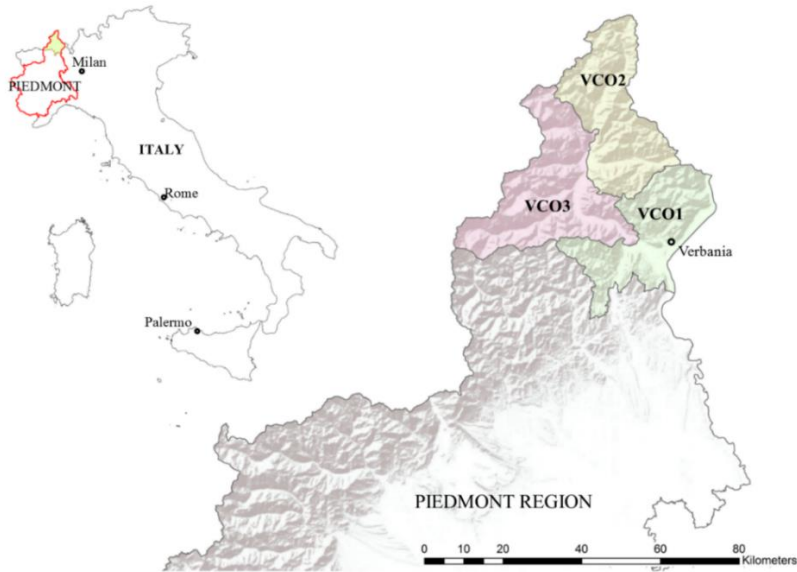 Milan
PIEDMONT
ITALY
Rome
Palermo
VCO2
VCO3
VCO1
Verbania
PIEDMONT REGION
0 10 20 40 60 80
Kilometers